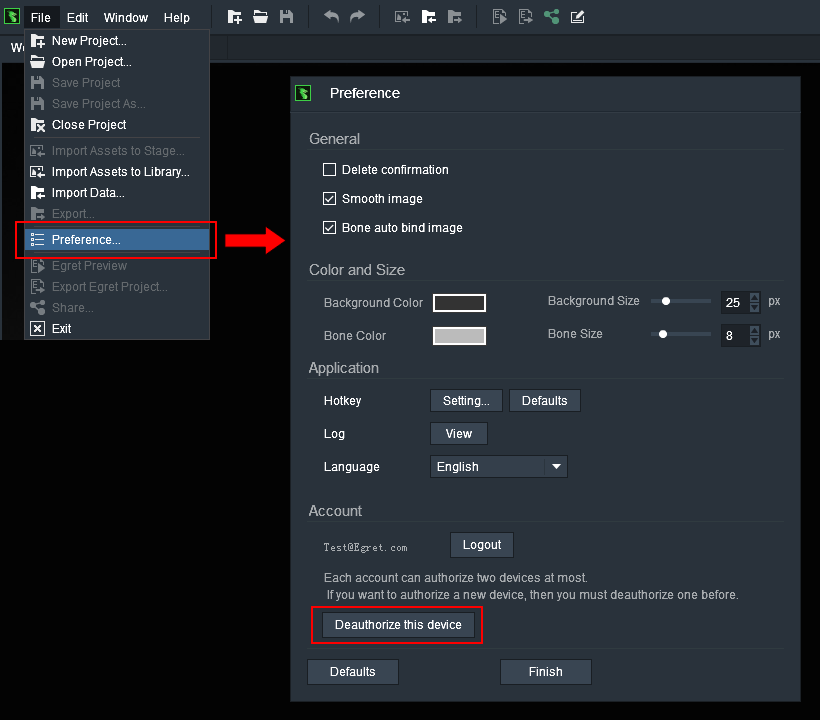 File Edit Window Help
New Project...
Open Project...
Save Project
Save Project As...
Close Project
Import Assets to Stage...
Import Assets to Library...
Import Data...
Export...
Preference...
Egret Preview
Export Egret Project...
Share...
Exit
Preference
General
Delete confirmation
Smooth image
Bone auto bind image
Color and Size
Background Color Background Size 25 px
Bone Color Bone Size 8 px
Application
Hotkey Setting... Defaults
Log View
Language English
Account
Test@Egret.com Logout
Each account can authorize two devices at most.
If you want to authorize a new device, then you must deauthorize one before.
Deauthorize this device
Defaults Finish